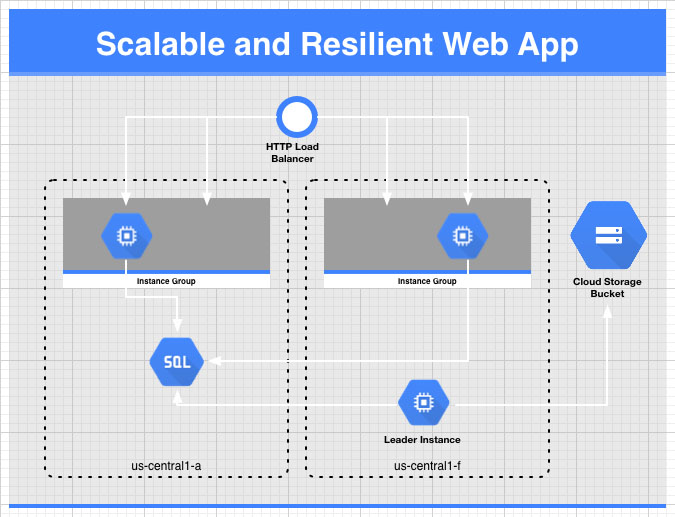 Scalable and Resilient Web App
HTTP Load
Balancer
Instance Group
Instance Group
Cloud Storage
Bucket
SQL
Leader Instance
us-central1-a
us-central1-f